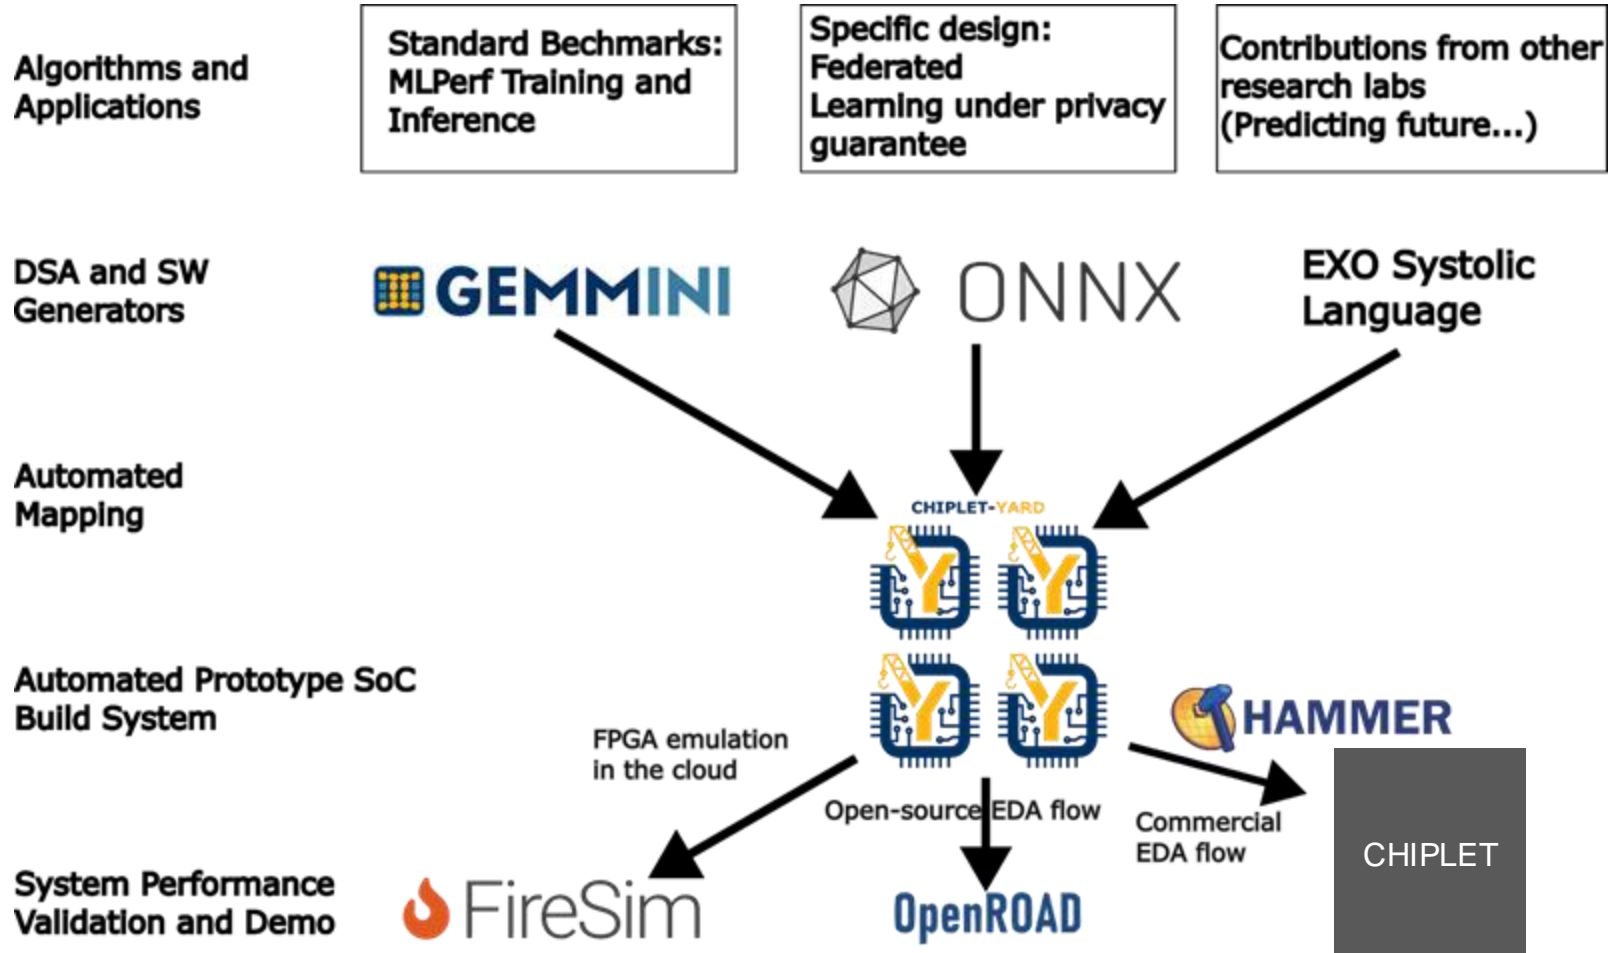 Algorithms and
Applications
Standard Bechmarks:
MLPerf Training and
Inference
Specific design:
Federated
Learning under privacy
guarantee
Contributions from other
research labs
(Predicting future...)
DSA and SW
Generators
GEMMINI
ONNX
EXO Systolic
Language
Automated
Mapping
CHIPLET-YARD
Y
Y
Automated Prototype SoC
Build System
Y
Y
HAMMER
FPGA emulation
in the cloud
Open-source EDA flow
Commercial
EDA flow
CHIPLET
System Performance
Validation and Demo
FireSim
OpenROAD